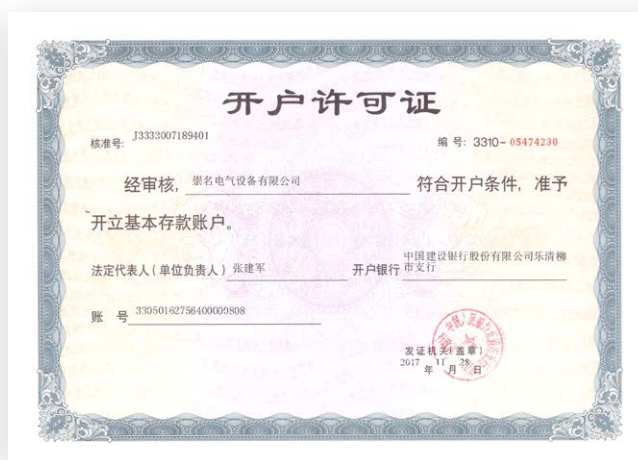 开户许可证
核准号: J3333007189401 编 号: 3310-05474230
经审核, 崇名电气设备有限公司 符合开户条件, 准予
开立基本存款账户。
法定代表人(单位负责人) 张建军 开户银行 中国建设银行股份有限公司乐清柳
市支行
账 号 33050162756400000808
发证机关(盖章)
2017 年 11 月 28 日